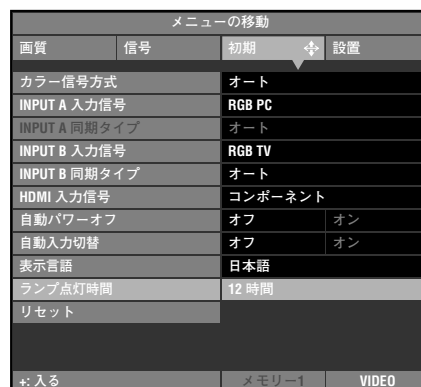 メニューの移動
画質 信号 初期 設置
カラー信号方式 オート
INPUT A 入力信号 RGB PC
INPUT A 同期タイプ オート
INPUT B 入力信号 RGB TV
INPUT B 同期タイプ オート
HDMI 入力信号 コンポーネント
自動パワーオフ オフ オン
自動入力切替 オフ オン
表示言語 日本語
ランプ点灯時間 12 時間
リセット
+: 入る メモリー1 VIDEO